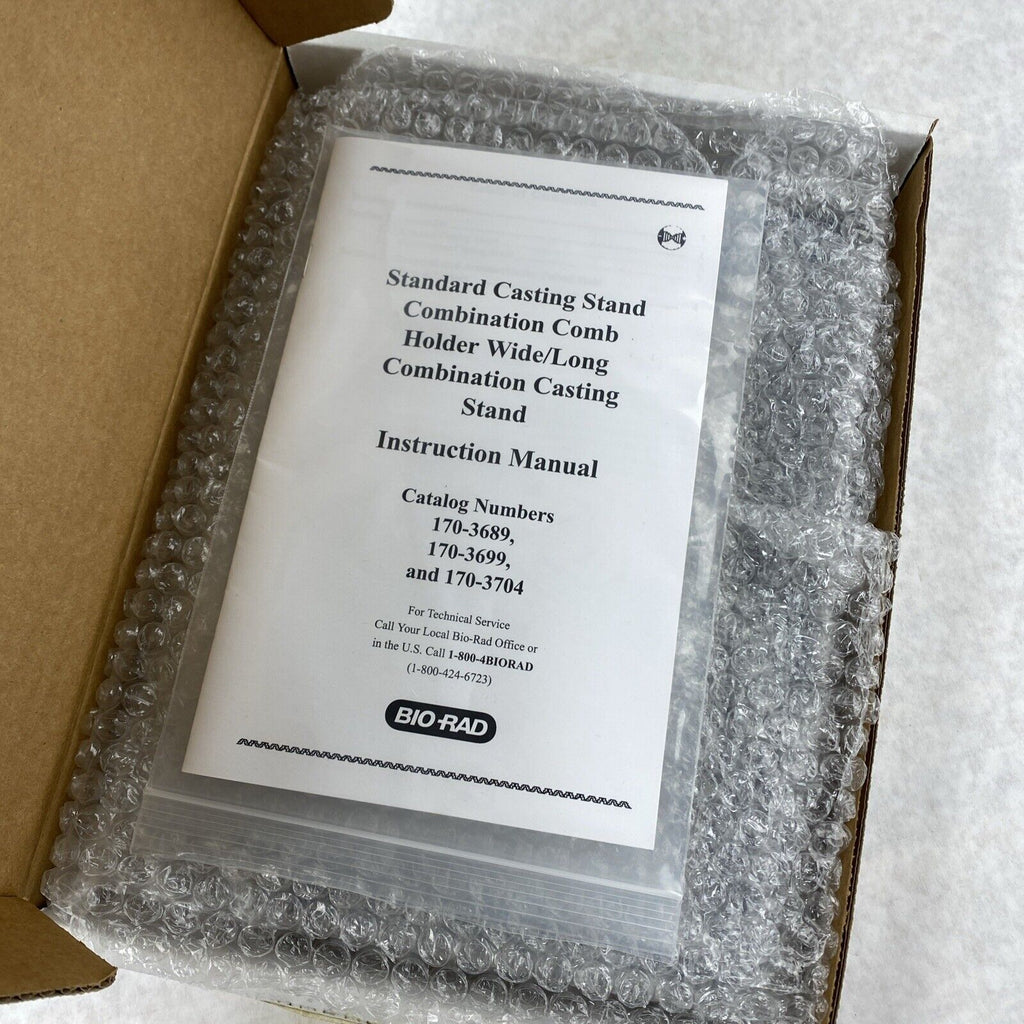 Standard Casting Stand
Combination Comb
Holder Wide/Long
Combination Casting
Stand
Instruction Manual
Catalog Numbers
170-3689,
170-3699,
and 170-3704
For Technical Service
Call Your Local Bio-Rad Office or
in the U.S. Call 1-800-4BIORAD
(1-800-424-6723)
BIO-RAD